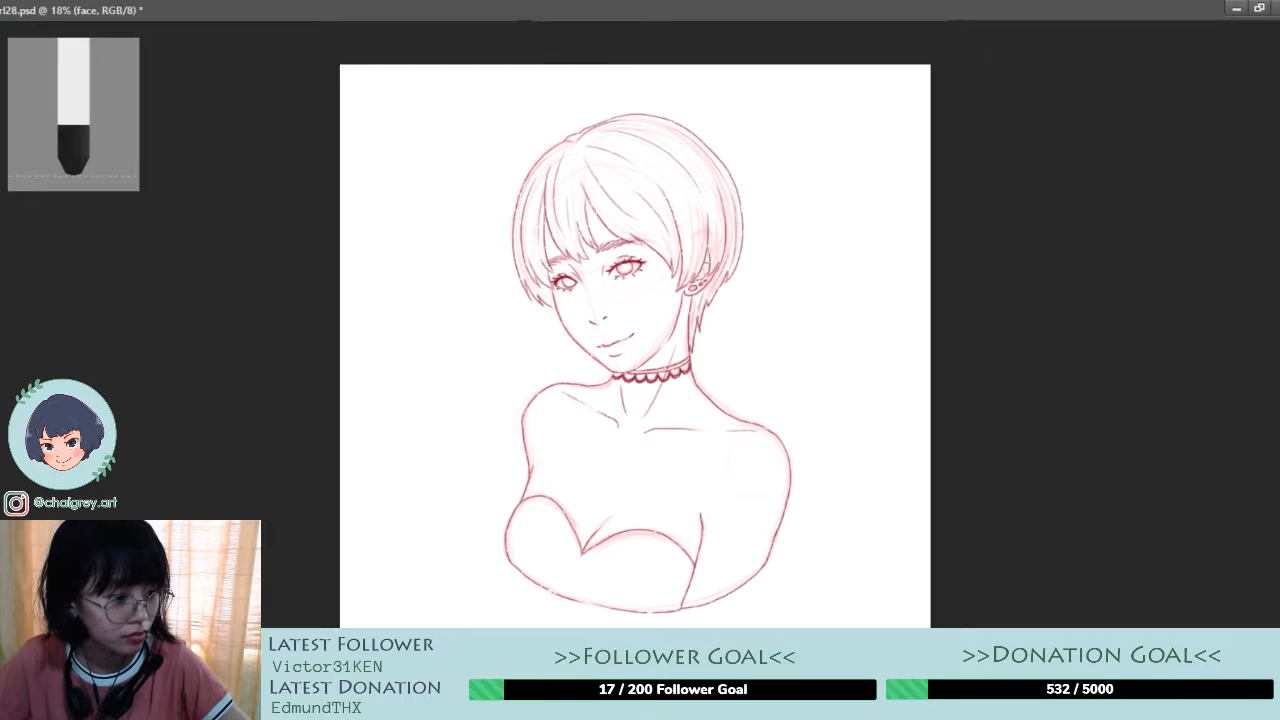 rl28.psd @ 18% (face, RGB/8) *
@chaigrey.art
LATEST FOLLOWER
Victor31KEN
LATEST DONATION
EdmundTHX
>>FOLLOWER GOAL<<
17 / 200 Follower Goal
>>DONATION GOAL<<
532 / 5000